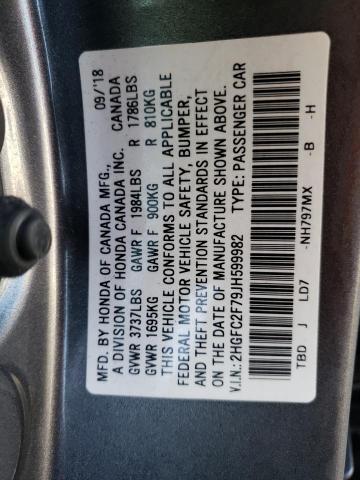 MFD. BY HONDA OF CANADA MFG., 09/'18
A DIVISION OF HONDA CANADA INC. CANADA
GVWR 3737LBS GAWR F 1984LBS R 1786LBS
GVWR 1695KG GAWR F 900KG R 810KG
THIS VEHICLE CONFORMS TO ALL APPLICABLE
FEDERAL MOTOR VEHICLE SAFETY, BUMPER,
AND THEFT PREVENTION STANDARDS IN EFFECT
ON THE DATE OF MANUFACTURE SHOWN ABOVE.
V.I.N.: 2HGFC2F79JH599982 TYPE: PASSENGER CAR
TBD J LD7 -NH797MX -B -H